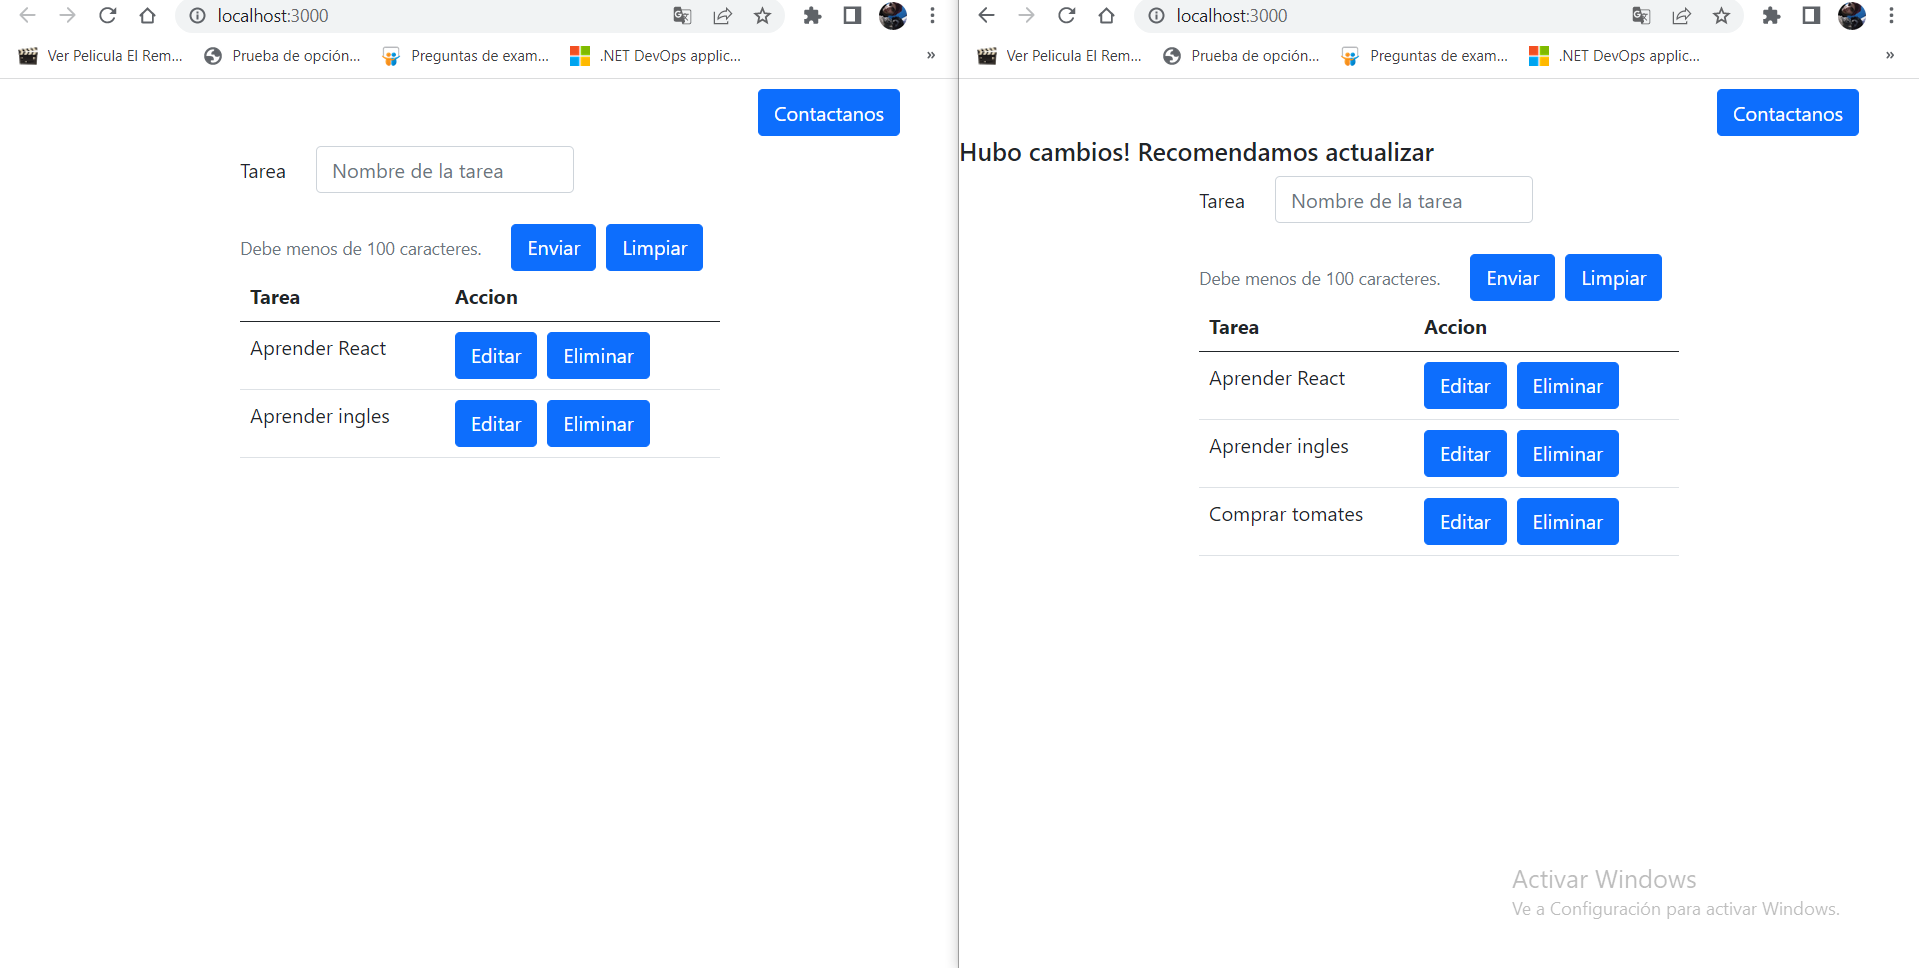 localhost:3000
Ver Pelicula El Rem...
Prueba de opción...
Preguntas de exam...
.NET DevOps applic...
»
Contactanos
Tarea
Nombre de la tarea
Debe menos de 100 caracteres.
Enviar
Limpiar
Tarea Accion
Aprender React Editar Eliminar
Aprender ingles Editar Eliminar
localhost:3000
Ver Pelicula El Rem...
Prueba de opción...
Preguntas de exam...
.NET DevOps applic...
»
Contactanos
Hubo cambios! Recomendamos actualizar
Tarea
Nombre de la tarea
Debe menos de 100 caracteres.
Enviar
Limpiar
Tarea Accion
Aprender React Editar Eliminar
Aprender ingles Editar Eliminar
Comprar tomates Editar Eliminar
Activar Windows
Ve a Configuración para activar Windows.